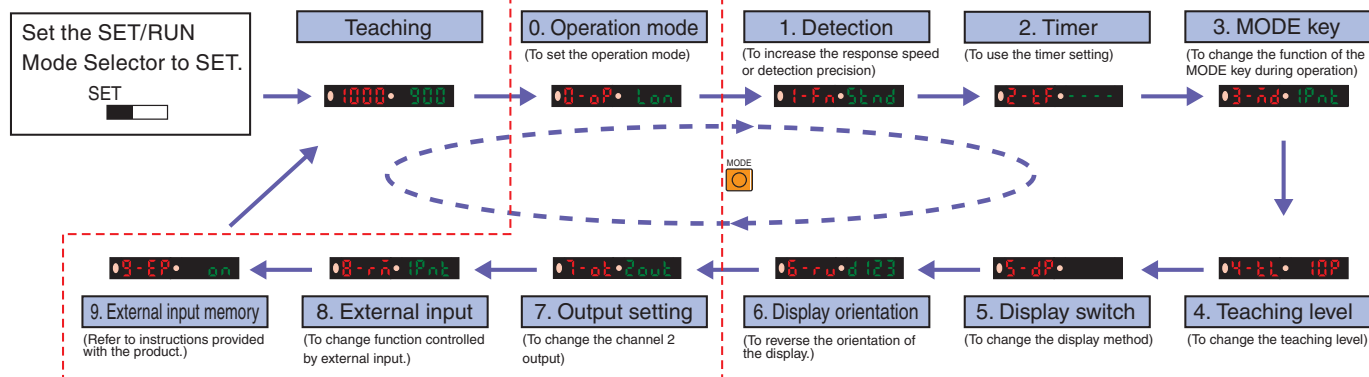 Set the SET/RUN
Mode Selector to SET.
SET
Teaching
1000 900
0. Operation mode
(To set the operation mode)
0-oP Lon
1. Detection
(To increase the response speed
or detection precision)
1-Fn Stnd
2. Timer
(To use the timer setting)
2-tF ----
3. MODE key
(To change the function of the
MODE key during operation)
3-md 1Pnt
MODE
9-EP on
9. External input memory
(Refer to instructions provided
with the product.)
8-rm 1Pnt
8. External input
(To change function controlled
by external input.)
7-ot 2out
7. Output setting
(To change the channel 2
output)
6-ru d123
6. Display orientation
(To reverse the orientation of
the display.)
5-dP
5. Display switch
(To change the display method)
4-tL 10P
4. Teaching level
(To change the teaching level)